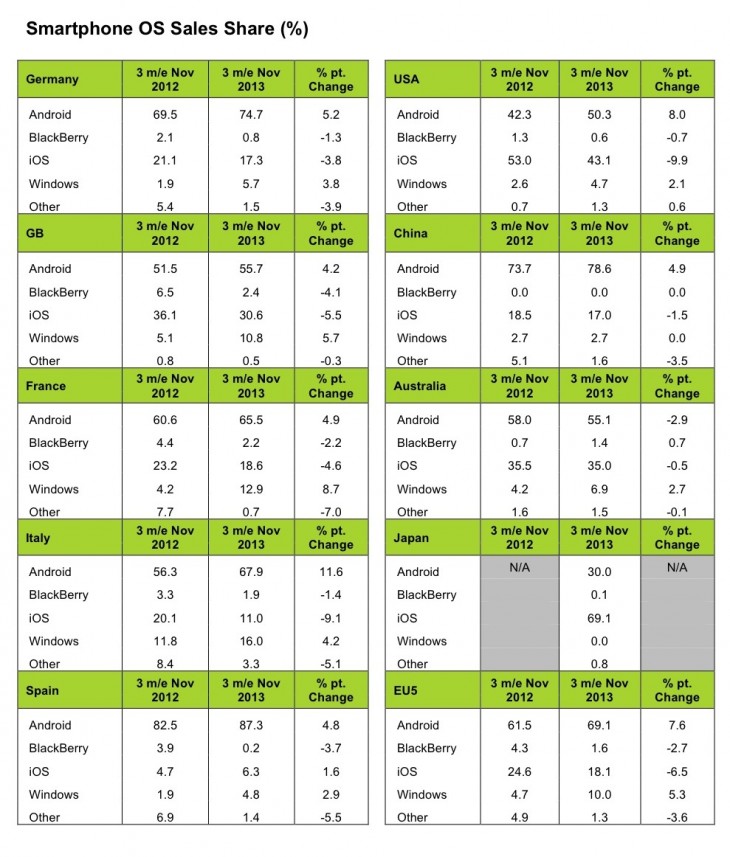 Smartphone OS Sales Share (%)
Germany 3 m/e Nov 2012 3 m/e Nov 2013 % pt. Change
Android 69.5 74.7 5.2
BlackBerry 2.1 0.8 -1.3
iOS 21.1 17.3 -3.8
Windows 1.9 5.7 3.8
Other 5.4 1.5 -3.9
GB 3 m/e Nov 2012 3 m/e Nov 2013 % pt. Change
Android 51.5 55.7 4.2
BlackBerry 6.5 2.4 -4.1
iOS 36.1 30.6 -5.5
Windows 5.1 10.8 5.7
Other 0.8 0.5 -0.3
France 3 m/e Nov 2012 3 m/e Nov 2013 % pt. Change
Android 60.6 65.5 4.9
BlackBerry 4.4 2.2 -2.2
iOS 23.2 18.6 -4.6
Windows 4.2 12.9 8.7
Other 7.7 0.7 -7.0
Italy 3 m/e Nov 2012 3 m/e Nov 2013 % pt. Change
Android 56.3 67.9 11.6
BlackBerry 3.3 1.9 -1.4
iOS 20.1 11.0 -9.1
Windows 11.8 16.0 4.2
Other 8.4 3.3 -5.1
Spain 3 m/e Nov 2012 3 m/e Nov 2013 % pt. Change
Android 82.5 87.3 4.8
BlackBerry 3.9 0.2 -3.7
iOS 4.7 6.3 1.6
Windows 1.9 4.8 2.9
Other 6.9 1.4 -5.5
USA 3 m/e Nov 2012 3 m/e Nov 2013 % pt. Change
Android 42.3 50.3 8.0
BlackBerry 1.3 0.6 -0.7
iOS 53.0 43.1 -9.9
Windows 2.6 4.7 2.1
Other 0.7 1.3 0.6
China 3 m/e Nov 2012 3 m/e Nov 2013 % pt. Change
Android 73.7 78.6 4.9
BlackBerry 0.0 0.0 0.0
iOS 18.5 17.0 -1.5
Windows 2.7 2.7 0.0
Other 5.1 1.6 -3.5
Australia 3 m/e Nov 2012 3 m/e Nov 2013 % pt. Change
Android 58.0 55.1 -2.9
BlackBerry 0.7 1.4 0.7
iOS 35.5 35.0 -0.5
Windows 4.2 6.9 2.7
Other 1.6 1.5 -0.1
Japan 3 m/e Nov 2012 3 m/e Nov 2013 % pt. Change
Android N/A 30.0 N/A
BlackBerry 0.1
iOS 69.1
Windows 0.0
Other 0.8
EU5 3 m/e Nov 2012 3 m/e Nov 2013 % pt. Change
Android 61.5 69.1 7.6
BlackBerry 4.3 1.6 -2.7
iOS 24.6 18.1 -6.5
Windows 4.7 10.0 5.3
Other 4.9 1.3 -3.6